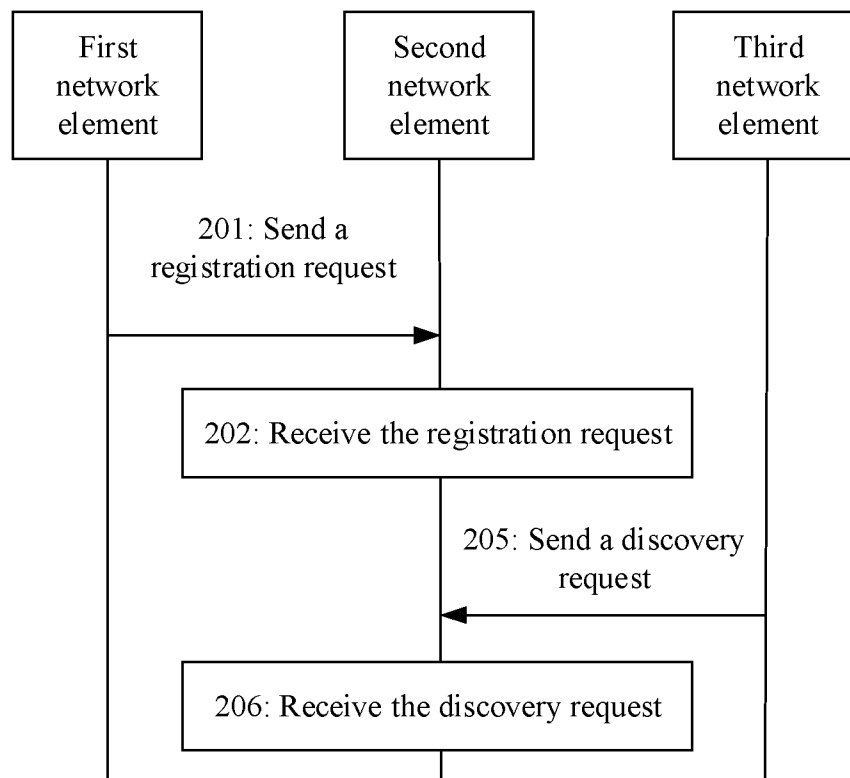 First
network
element
Second
network
element
Third
network
element
201: Send a
registration request
202: Receive the registration request
205: Send a discovery
request
206: Receive the discovery request